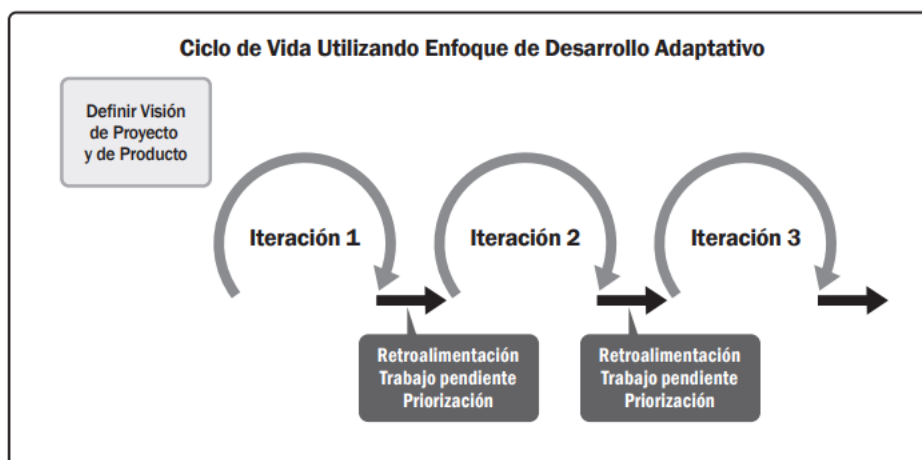 Ciclo de Vida Utilizando Enfoque de Desarrollo Adaptativo
Definir Visión
de Proyecto
y de Producto
Iteración 1
Iteración 2
Iteración 3
Retroalimentación
Trabajo pendiente
Priorización
Retroalimentación
Trabajo pendiente
Priorización